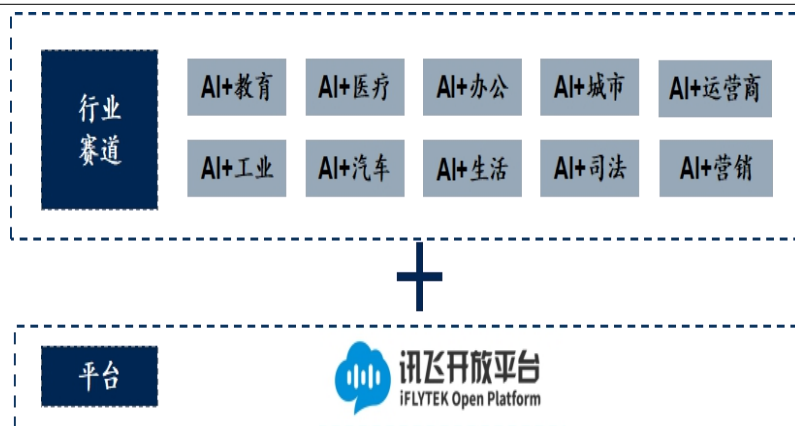 行业
赛道
AI+教育 AI+医疗 AI+办公 AI+城市 AI+运营商
AI+工业 AI+汽车 AI+生活 AI+司法 AI+营销
+
平台
讯飞开放平台
iFLYTEK Open Platform